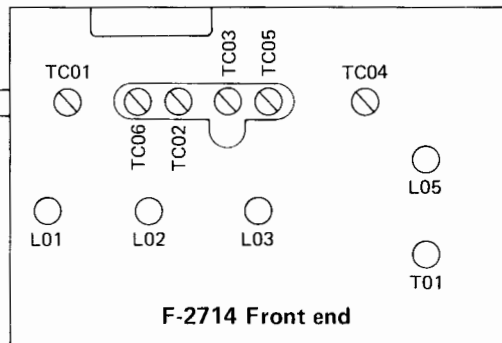 TC03
TC05
TC01
TC04
TC06
TC02
L05
L01
L02
L03
T01
F-2714 Front end